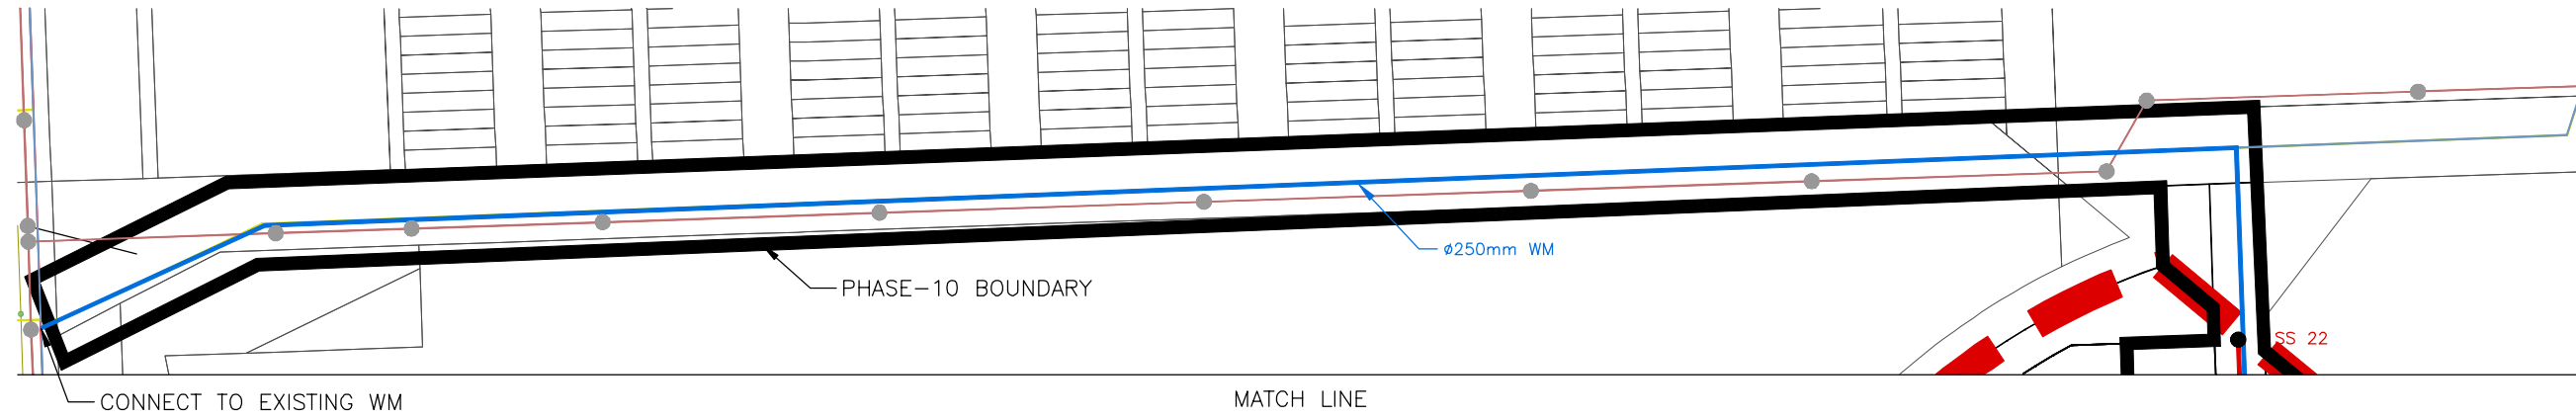 ø250mm WM
PHASE-10 BOUNDARY
SS 22
CONNECT TO EXISTING WM
MATCH LINE